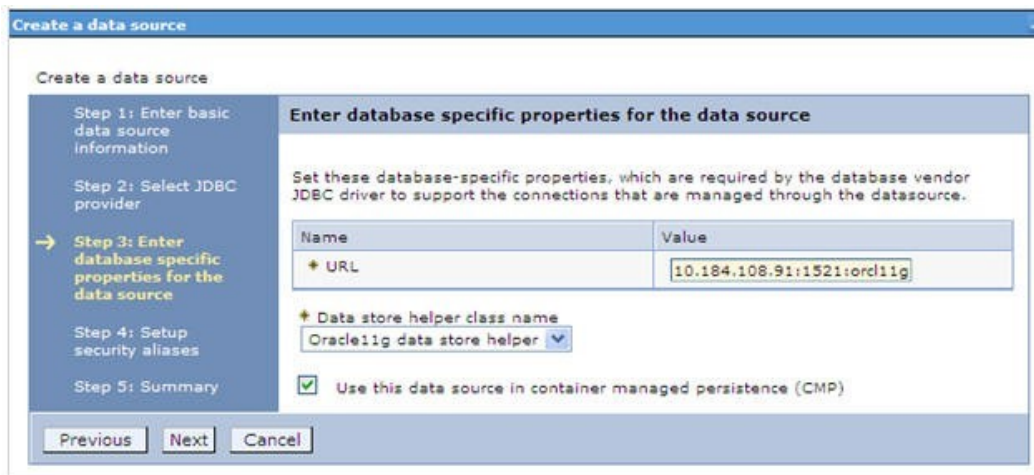 Create a data source
Create a data source
Step 1: Enter basic
data source
information
Step 2: Select JDBC
provider
Step 3: Enter
database specific
properties for the
data source
Step 4: Setup
security aliases
Step 5: Summary
Enter database specific properties for the data source
Set these database-specific properties, which are required by the database vendor
JDBC driver to support the connections that are managed through the datasource.
Name Value
URL 10.184.108.91:1521:orcl11g
Data store helper class name
Oracle11g data store helper
Use this data source in container managed persistence (CMP)
Previous Next Cancel